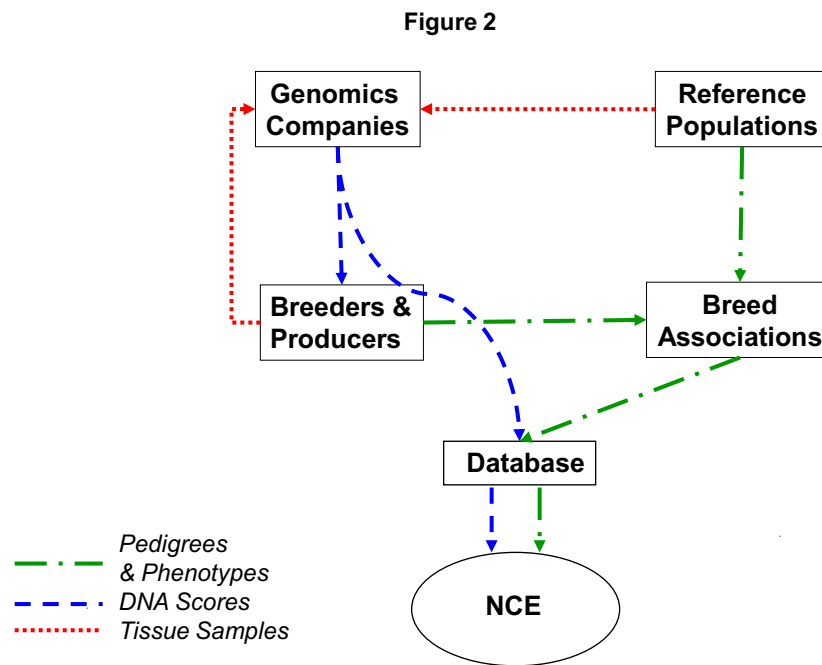 Figure 2
Genomics
Companies
Reference
Populations
Breeders &
Producers
Breed
Associations
Database
NCE
Pedigrees
& Phenotypes
DNA Scores
Tissue Samples